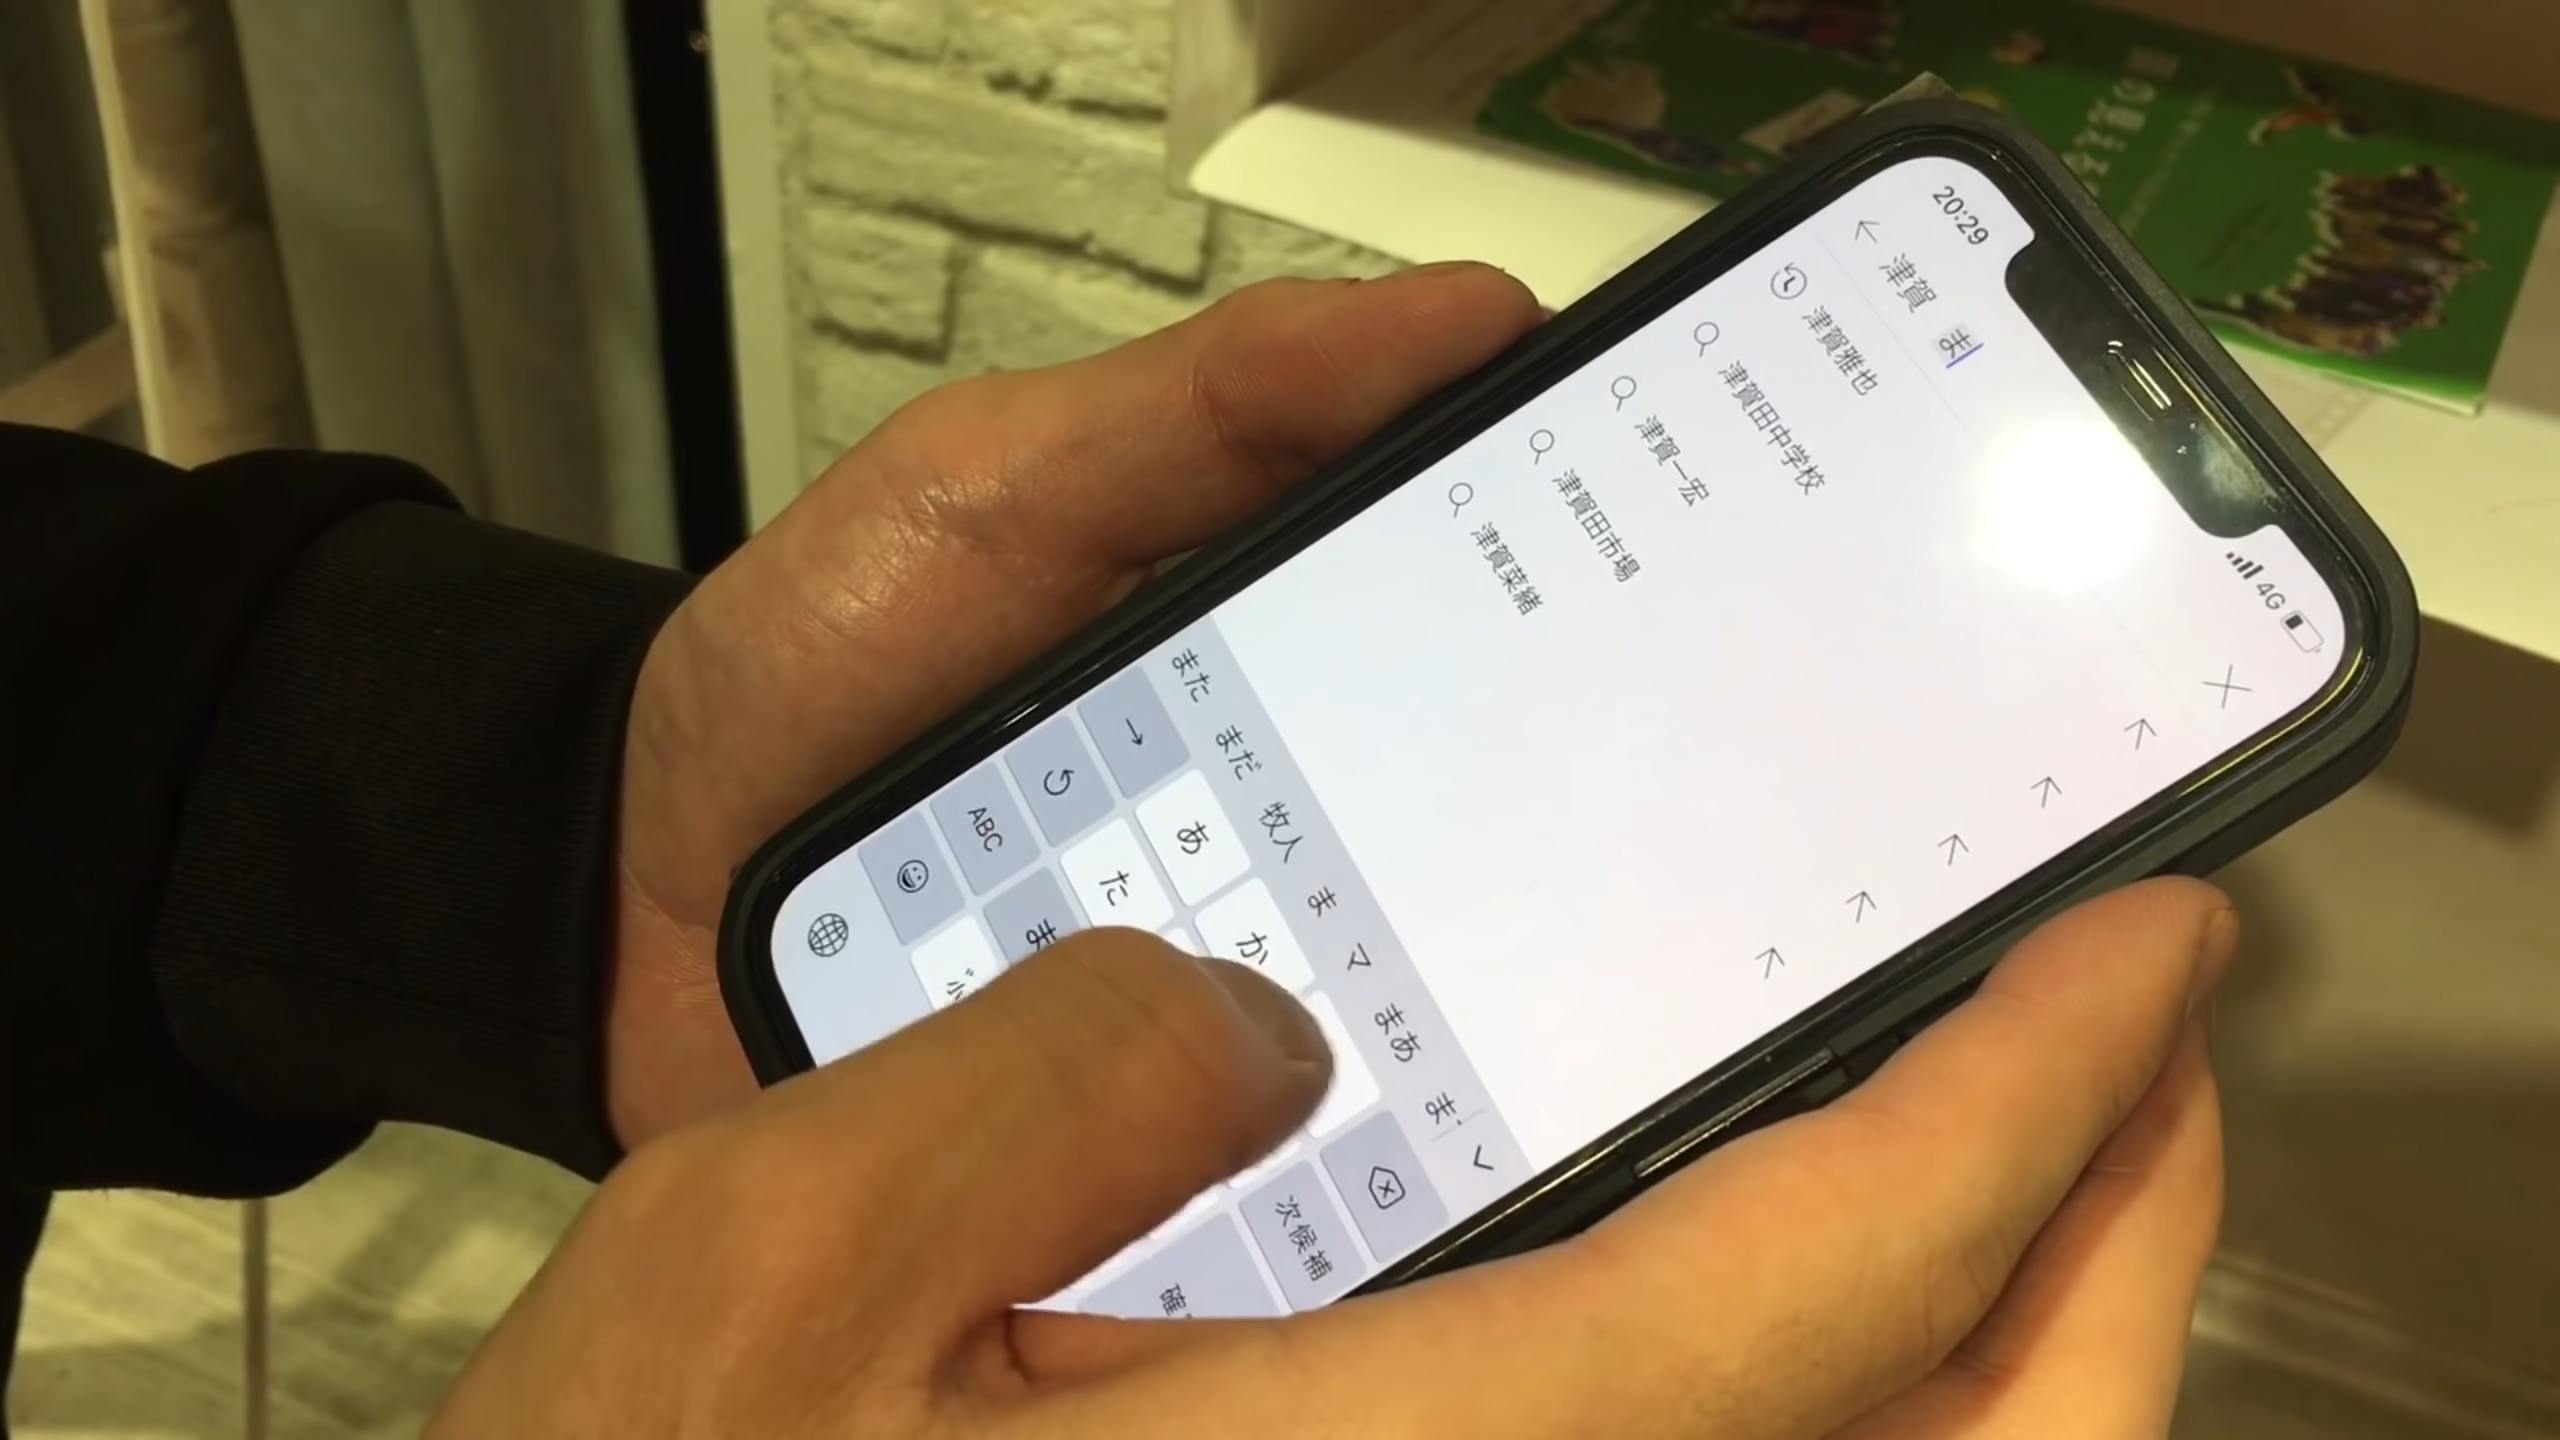 20:29
4G
津賀 ま
津賀雅也
津賀田中学校
津賀一宏
津賀田市場
津賀菜緒
また まだ 牧人 ま マ まあ
あ か
た
ABC ま
次候補